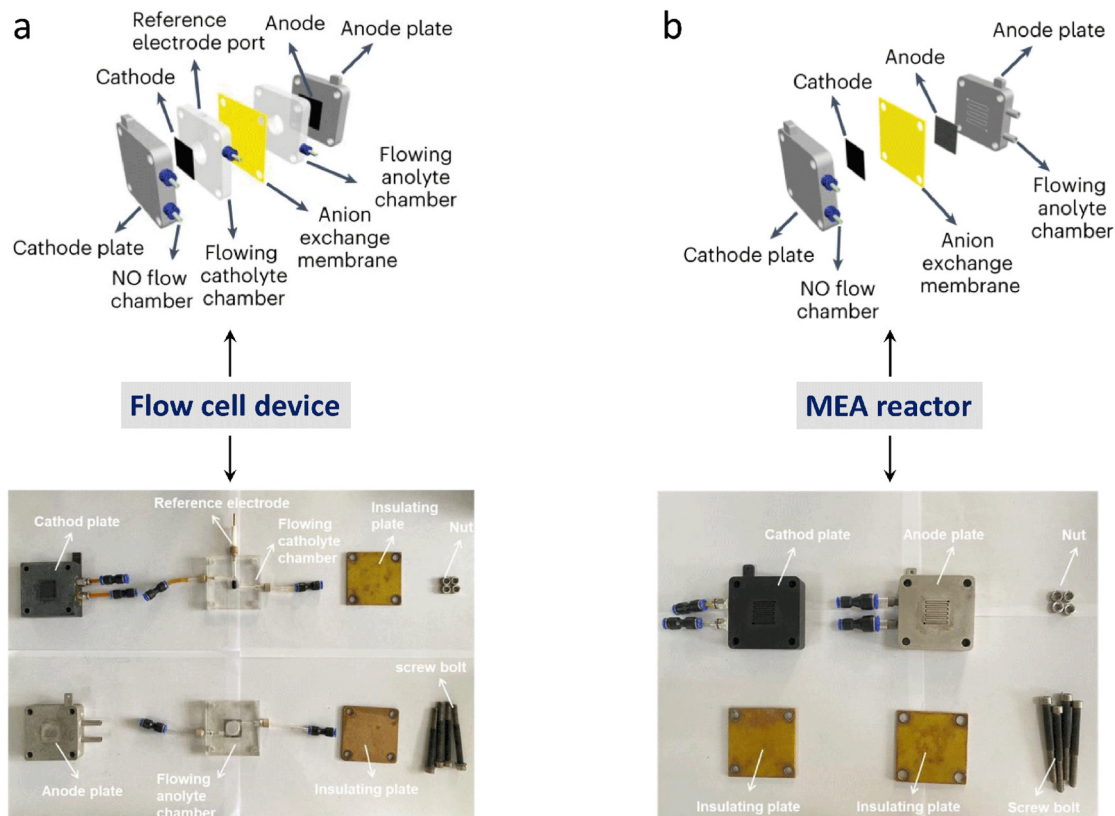 a
Reference
electrode port
Anode
Anode plate
Cathode
Flowing
anolyte
chamber
Anion
exchange
membrane
Cathode plate
NO flow
chamber
Flowing
catholyte
chamber
b
Anode plate
Anode
Cathode
Flowing
anolyte
chamber
Cathode plate
Anion
exchange
membrane
NO flow
chamber
Flow cell device
MEA reactor
Reference electrode
Cathod plate
Flowing
catholyte
chamber
Insulating
plate
Nut
screw bolt
Anode plate
Flowing
anolyte
chamber
Insulating plate
Cathod plate
Anode plate
Nut
Insulating plate
Insulating plate
Screw bolt